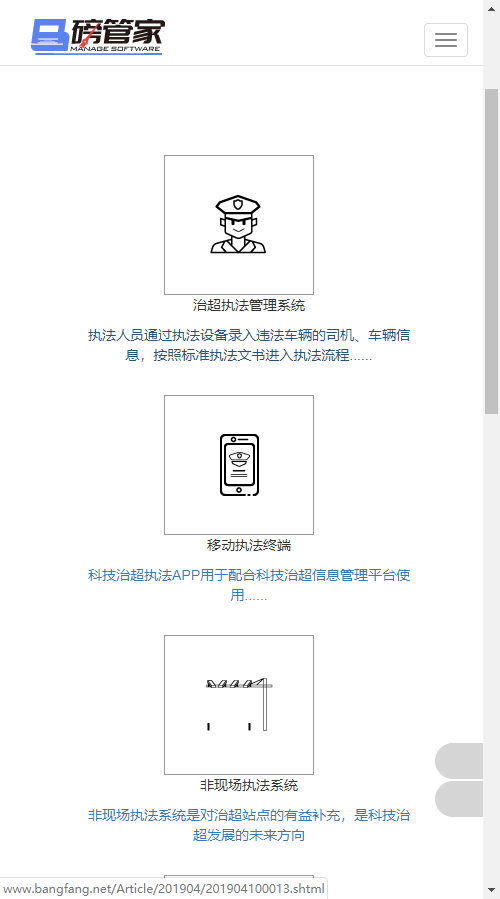 磅管家
MANAGE SOFTWARE
治超执法管理系统
执法人员通过执法设备录入违法车辆的司机、车辆信
息，按照标准执法文书进入执法流程......
移动执法终端
科技治超执法APP用于配合科技治超信息管理平台使
用......
非现场执法系统
非现场执法系统是对治超站点的有益补充，是科技治
超发展的未来方向
www.bangfang.net/Article/201904/201904100013.shtml